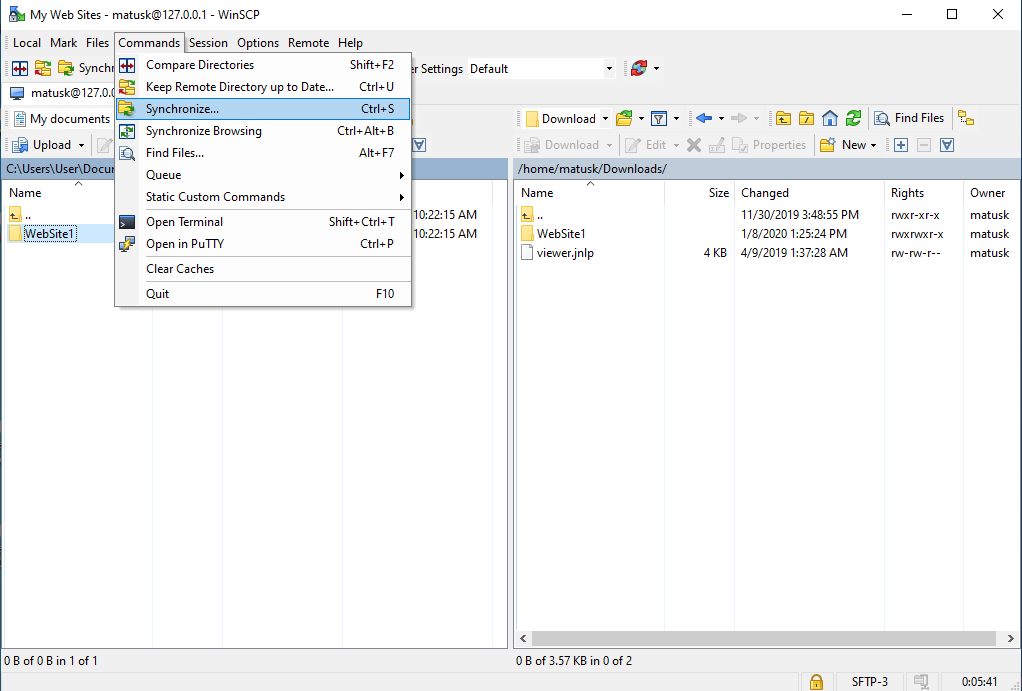 My Web Sites - matusk@127.0.0.1 - WinSCP
Local Mark Files Commands Session Options Remote Help
Synchr
er Settings Default
matusk@127.0.0
Compare Directories Shift+F2
Keep Remote Directory up to Date... Ctrl+U
Synchronize... Ctrl+S
Synchronize Browsing Ctrl+Alt+B
Find Files... Alt+F7
Queue
Static Custom Commands
Open Terminal Shift+Ctrl+T
Open in PuTTY Ctrl+P
Clear Caches
Quit F10
My documents
Upload
C:\Users\User\Docu
Name
..
10:22:15 AM
WebSite1
10:22:15 AM
Download Find Files
Download Edit Properties New
/home/matusk/Downloads/
Name Size Changed Rights Owner
.. 11/30/2019 3:48:55 PM rwxr-xr-x matusk
WebSite1 1/8/2020 1:25:24 PM rwxrwxr-x matusk
viewer.jnlp 4 KB 4/9/2019 1:37:28 AM rw-rw-r-- matusk
0 B of 0 B in 1 of 1
0 B of 3.57 KB in 0 of 2
SFTP-3 0:05:41